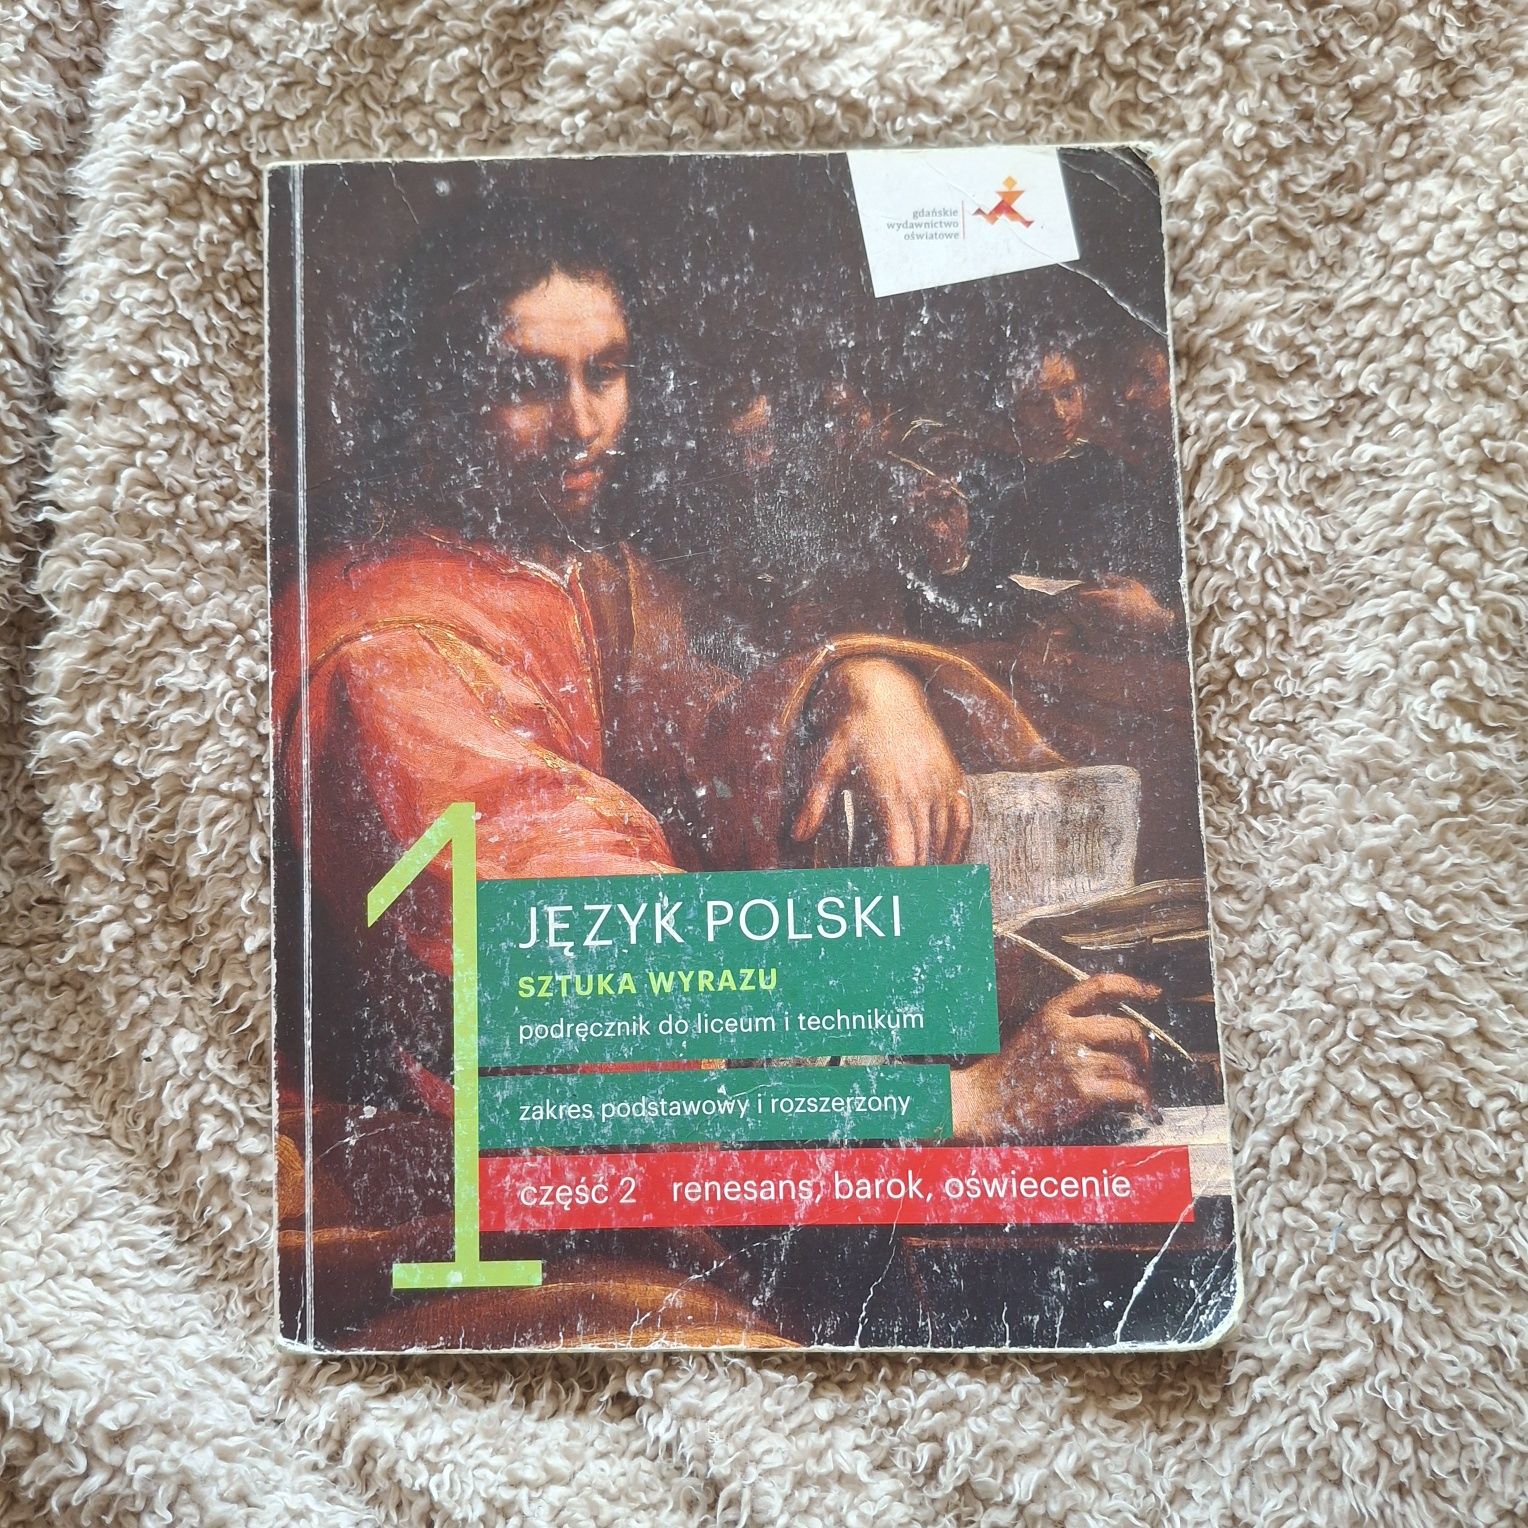 gdańskie
wydawnictwo
oświatowe
1
JĘZYK POLSKI
SZTUKA WYRAZU
podręcznik do liceum i technikum
zakres podstawowy i rozszerzony
część 2 renesans, barok, oświecenie